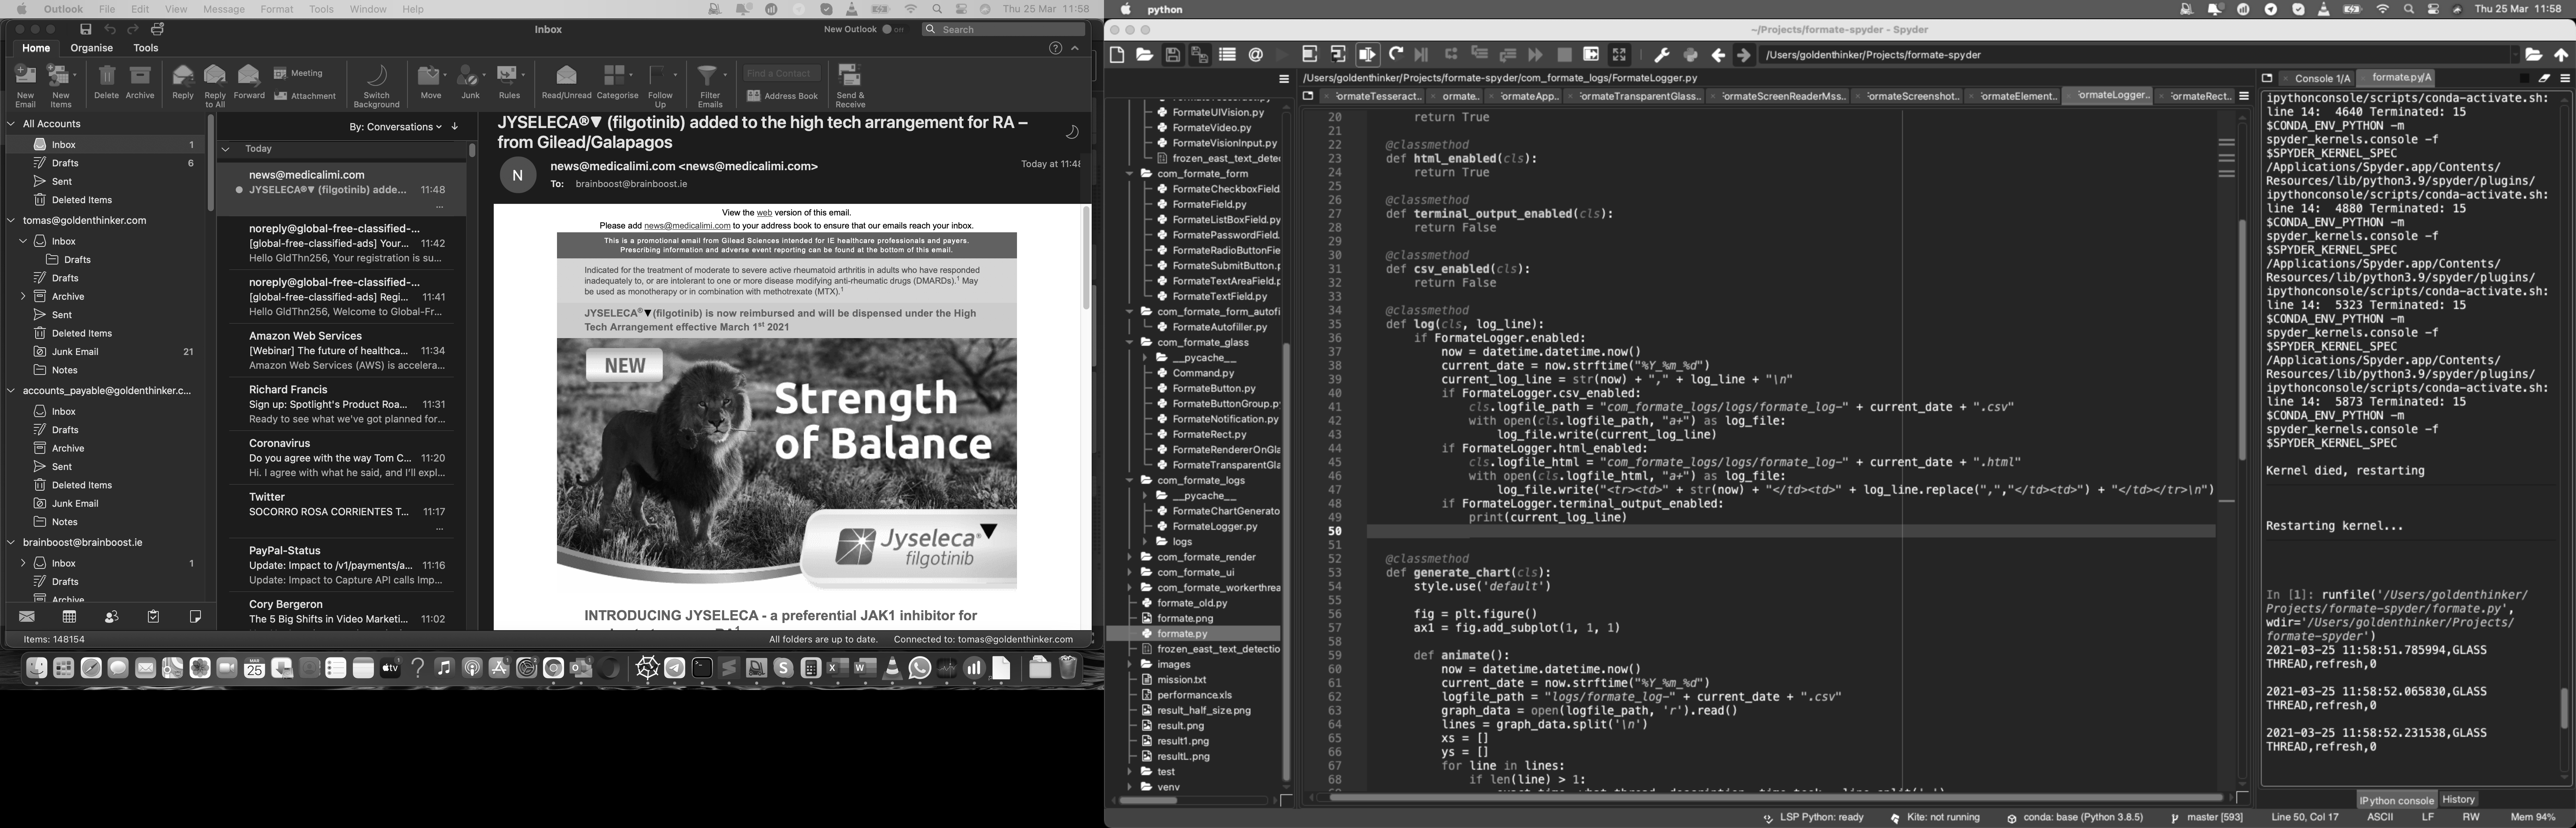 Outlook File Edit View Message Format Tools Window Help
Thu 25 Mar 11:58
Inbox
New Outlook
Search
Home Organise Tools
New Email
New Items
Delete
Archive
Reply
Reply to All
Forward
Meeting
Attachment
Switch Background
Move
Junk
Rules
Read/Unread
Categorise
Follow Up
Filter Emails
Find a Contact
Address Book
Send & Receive
All Accounts
Inbox 1
Drafts 6
Sent
Deleted Items
tomas@goldenthinker.com
Inbox
Drafts
Drafts
Archive
Sent
Deleted Items
Junk Email 21
Notes
accounts_payable@goldenthinker.c...
Inbox
Drafts
Archive
Sent
Deleted Items
Junk Email
Notes
brainboost@brainboost.ie
Inbox 1
Drafts
Archive
Items: 148154
By: Conversations
Today
news@medicalimi.com
JYSELECA®▼ (filgotinib) adde... 11:48
...
noreply@global-free-classified-...
[global-free-classified-ads] Your... 11:42
Hello GldThn256, Your registration is su...
noreply@global-free-classified-...
[global-free-classified-ads] Regi... 11:41
Hello GldThn256, Welcome to Global-Fr...
Amazon Web Services
[Webinar] The future of healthca... 11:34
Amazon Web Services (AWS) is accelera...
Richard Francis
Sign up: Spotlight's Product Roa... 11:31
Ready to see what we've got planned for...
Coronavirus
Do you agree with the way Tom C... 11:20
Hi. I agree with what he said, and I'll expl...
Twitter
SOCORRO ROSA CORRIENTES T... 11:17
...
PayPal-Status
Update: Impact to /v1/payments/a... 11:16
Update: Impact to Capture API calls Imp...
Cory Bergeron
The 5 Big Shifts in Video Marketi... 11:02
JYSELECA®▼ (filgotinib) added to the high tech arrangement for RA –
from Gilead/Galapagos
N
news@medicalimi.com <news@medicalimi.com>
Today at 11:48
To: brainboost@brainboost.ie
View the web version of this email.
Please add news@medicalimi.com to your address book to ensure that our emails reach your inbox.
This is a promotional email from Gilead Sciences intended for IE healthcare professionals and payers.
Prescribing information and adverse event reporting can be found at the bottom of this email.
Indicated for the treatment of moderate to severe active rheumatoid arthritis in adults who have responded
inadequately to, or are intolerant to one or more disease modifying anti-rheumatic drugs (DMARDs).1 May
be used as monotherapy or in combination with methotrexate (MTX).1
JYSELECA®▼(filgotinib) is now reimbursed and will be dispensed under the High
Tech Arrangement effective March 1st 2021
NEW
Strength
of Balance
Jyseleca®▼
filgotinib
INTRODUCING JYSELECA - a preferential JAK1 inhibitor for
All folders are up to date. Connected to: tomas@goldenthinker.com
MAR 25
tv
python
Thu 25 Mar 11:58
~/Projects/formate-spyder - Spyder
/Users/goldenthinker/Projects/formate-spyder
/Users/goldenthinker/Projects/formate-spyder/com_formate_logs/FormateLogger.py
FormateUIVision.py
FormateVideo.py
FormateVisionInput.py
frozen_east_text_dete
com_formate_form
FormateCheckboxField
FormateField.py
FormateListBoxField.py
FormatePasswordField.
FormateRadioButtonFie
FormateSubmitButton.p
FormateTextAreaField.p
FormateTextField.py
com_formate_form_autofi
FormateAutofiller.py
com_formate_glass
__pycache__
Command.py
FormateButton.py
FormateButtonGroup.py
FormateNotification.py
FormateRect.py
FormateRendererOnGla
FormateTransparentGla
com_formate_logs
__pycache__
FormateChartGenerato
FormateLogger.py
logs
com_formate_render
com_formate_ui
com_formate_workerthrea
formate_old.py
formate.png
formate.py
frozen_east_text_detectio
images
mission.txt
performance.xls
result_half_size.png
result.png
result1.png
resultL.png
test
venv
ormateTesseract.. ormate.. ormateApp.. ormateTransparentGlass.. ormateScreenReaderMss.. ormateScreenshot.. ormateElement.. ormateLogger.. ormateRect..
20 return True
21
22 @classmethod
23 def html_enabled(cls):
24 return True
25
26 @classmethod
27 def terminal_output_enabled(cls):
28 return False
29
30 @classmethod
31 def csv_enabled(cls):
32 return False
33
34 @classmethod
35 def log(cls, log_line):
36 if FormateLogger.enabled:
37 now = datetime.datetime.now()
38 current_date = now.strftime("%Y_%m_%d")
39 current_log_line = str(now) + "," + log_line + "\n"
40 if FormateLogger.csv_enabled:
41 cls.logfile_path = "com_formate_logs/logs/formate_log-" + current_date + ".csv"
42 with open(cls.logfile_path, "a+") as log_file:
43 log_file.write(current_log_line)
44 if FormateLogger.html_enabled:
45 cls.logfile_html = "com_formate_logs/logs/formate_log-" + current_date + ".html"
46 with open(cls.logfile_html, "a+") as log_file:
47 log_file.write("<tr><td>" + str(now) + "</td><td>" + log_line.replace(",","</td><td>") + "</td></tr>\n")
48 if FormateLogger.terminal_output_enabled:
49 print(current_log_line)
50
51
52 @classmethod
53 def generate_chart(cls):
54 style.use('default')
55
56 fig = plt.figure()
57 ax1 = fig.add_subplot(1, 1, 1)
58
59 def animate():
60 now = datetime.datetime.now()
61 current_date = now.strftime("%Y_%m_%d")
62 logfile_path = "logs/formate_log-" + current_date + ".csv"
63 graph_data = open(logfile_path, 'r').read()
64 lines = graph_data.split('\n')
65 xs = []
66 ys = []
67 for line in lines:
68 if len(line) > 1:
Console 1/A formate.py/A
ipythonconsole/scripts/conda-activate.sh:
line 14: 4640 Terminated: 15
$CONDA_ENV_PYTHON -m
spyder_kernels.console -f
$SPYDER_KERNEL_SPEC
/Applications/Spyder.app/Contents/
Resources/lib/python3.9/spyder/plugins/
ipythonconsole/scripts/conda-activate.sh:
line 14: 4880 Terminated: 15
$CONDA_ENV_PYTHON -m
spyder_kernels.console -f
$SPYDER_KERNEL_SPEC
/Applications/Spyder.app/Contents/
Resources/lib/python3.9/spyder/plugins/
ipythonconsole/scripts/conda-activate.sh:
line 14: 5323 Terminated: 15
$CONDA_ENV_PYTHON -m
spyder_kernels.console -f
$SPYDER_KERNEL_SPEC
/Applications/Spyder.app/Contents/
Resources/lib/python3.9/spyder/plugins/
ipythonconsole/scripts/conda-activate.sh:
line 14: 5873 Terminated: 15
$CONDA_ENV_PYTHON -m
spyder_kernels.console -f
$SPYDER_KERNEL_SPEC
Kernel died, restarting
Restarting kernel...
In [1]: runfile('/Users/goldenthinker/
Projects/formate-spyder/formate.py',
wdir='/Users/goldenthinker/Projects/
formate-spyder')
2021-03-25 11:58:51.785994,GLASS
THREAD,refresh,0
2021-03-25 11:58:52.065830,GLASS
THREAD,refresh,0
2021-03-25 11:58:52.231538,GLASS
THREAD,refresh,0
IPython console History
LSP Python: ready Kite: not running conda: base (Python 3.8.5) master [593] Line 50, Col 17 ASCII LF RW Mem 94%